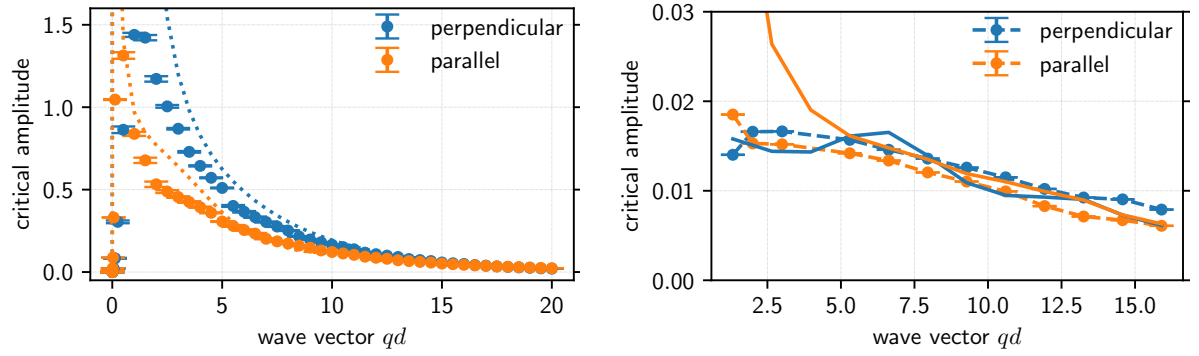 1.5
1.0
0.5
0.0
critical amplitude
perpendicular
parallel
0 5 10 15 20
wave vector qd
0.03
0.02
0.01
0.00
critical amplitude
perpendicular
parallel
2.5 5.0 7.5 10.0 12.5 15.0
wave vector qd